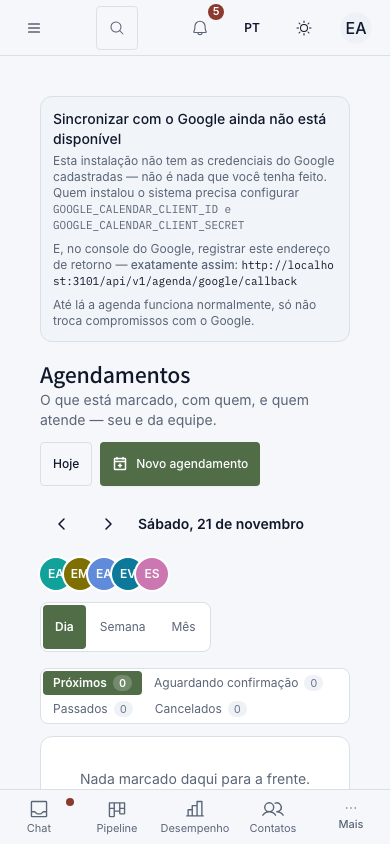 5
PT
EA
Sincronizar com o Google ainda não está
disponível
Esta instalação não tem as credenciais do Google
cadastradas — não é nada que você tenha feito.
Quem instalou o sistema precisa configurar
GOOGLE_CALENDAR_CLIENT_ID e
GOOGLE_CALENDAR_CLIENT_SECRET
E, no console do Google, registrar este endereço
de retorno — exatamente assim: http://localho
st:3101/api/v1/agenda/google/callback
Até lá a agenda funciona normalmente, só não
troca compromissos com o Google.
Agendamentos
O que está marcado, com quem, e quem
atende — seu e da equipe.
Hoje
Novo agendamento
Sábado, 21 de novembro
EA EM EA EV ES
Dia Semana Mês
Próximos 0 Aguardando confirmação 0
Passados 0 Cancelados 0
Nada marcado daqui para a frente.
Chat Pipeline Desempenho Contatos Mais